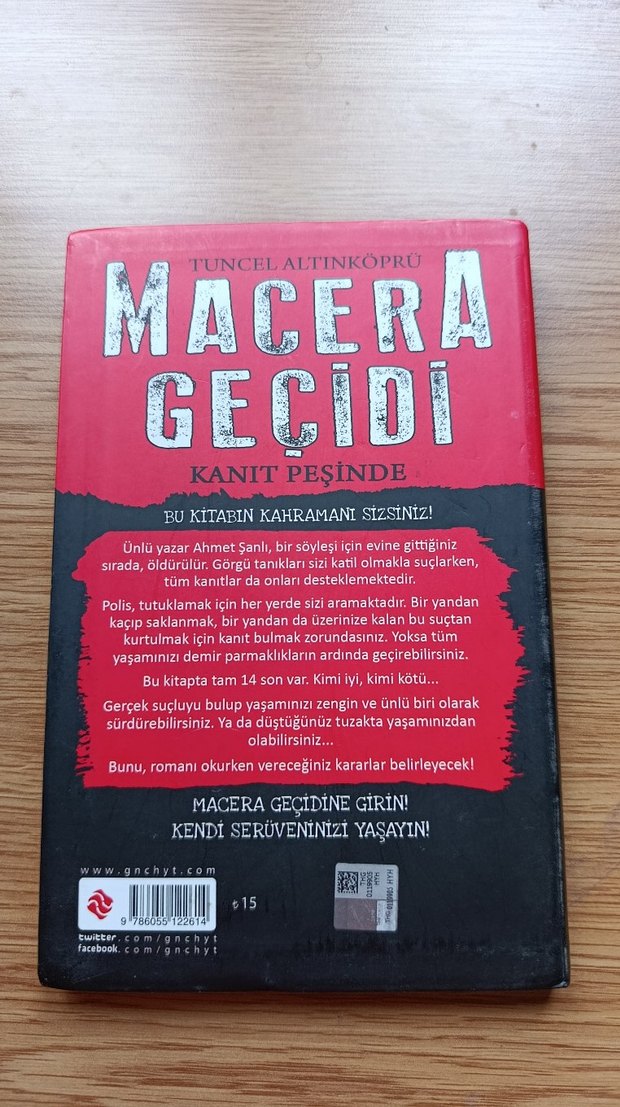 TUNCEL ALTINKÖPRÜ
MACERA
GEÇİDİ
KANIT PEŞİNDE
BU KİTABIN KAHRAMANI SİZSİNİZ!
Ünlü yazar Ahmet Şanlı, bir söyleşi için evine gittiğiniz
sırada, öldürülür. Görgü tanıkları sizi katil olmakla suçlarken,
tüm kanıtlar da onları desteklemektedir.
Polis, tutuklamak için her yerde sizi aramaktadır. Bir yandan
kaçıp saklanmak, bir yandan da üzerinize kalan bu suçtan
kurtulmak için kanıt bulmak zorundasınız. Yoksa tüm
yaşamınızı demir parmaklıkların ardında geçirebilirsiniz.
Bu kitapta tam 14 son var. Kimi iyi, kimi kötü...
Gerçek suçluyu bulup yaşamınızı zengin ve ünlü biri olarak
sürdürebilirsiniz. Ya da düştüğünüz tuzakta yaşamınızdan
olabilirsiniz...
Bunu, romanı okurken vereceğiniz kararlar belirleyecek!
MACERA GEÇİDİNE GİRİN!
KENDİ SERÜVENİNİZİ YAŞAYIN!
www.gnchyt.com
9 786055 122614
₺15
twitter.com/gnchyt
facebook.com/gnchyt
THG
HYH